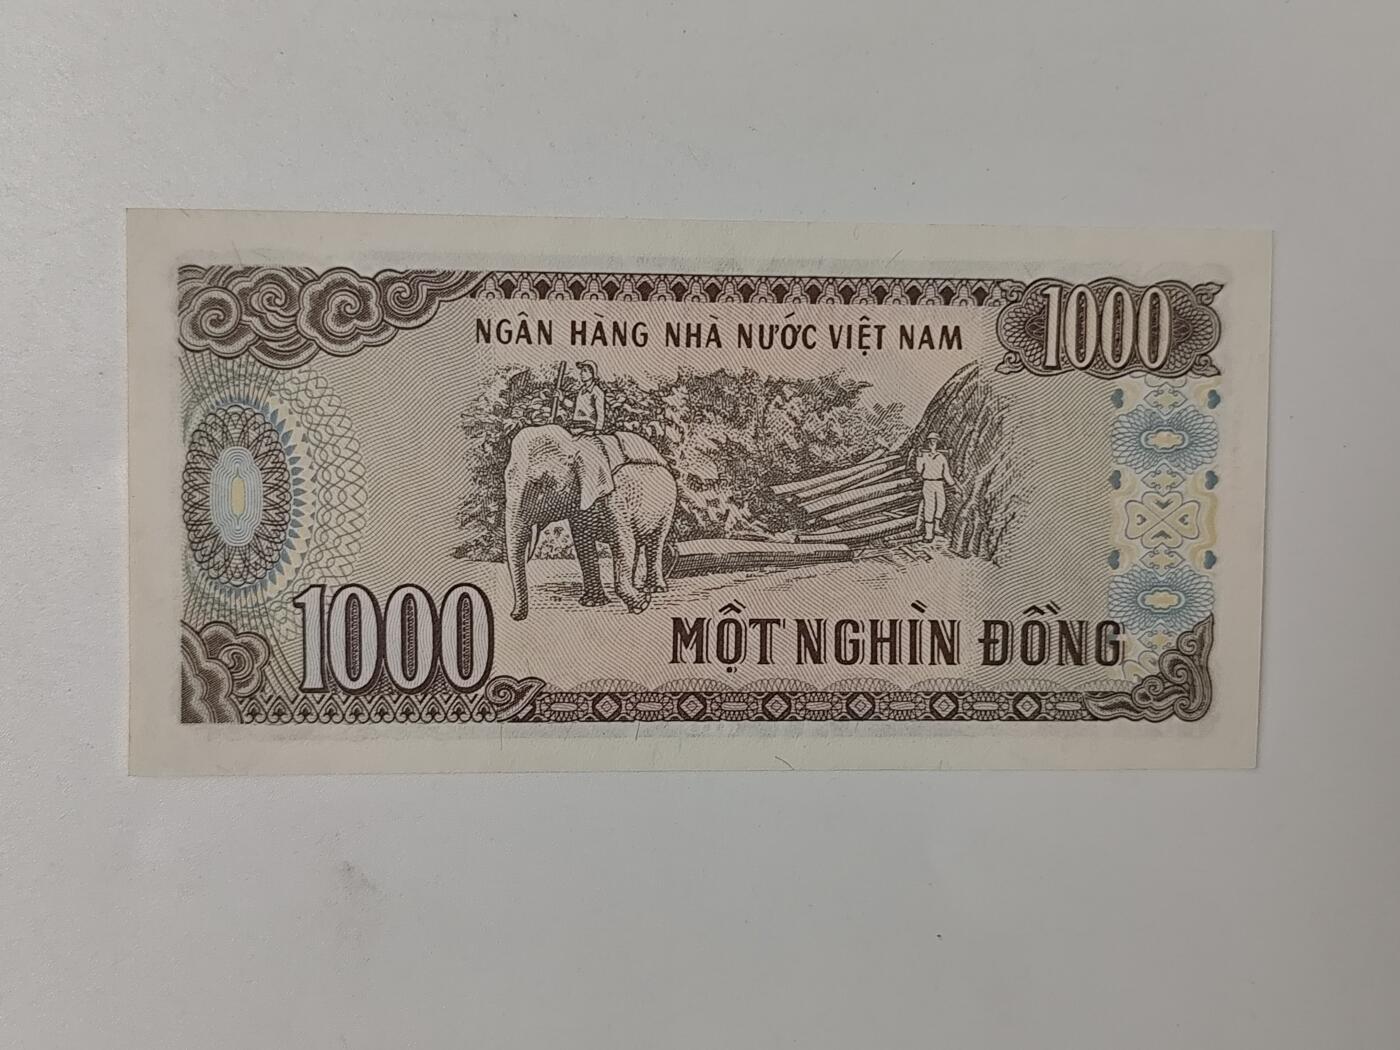 NGÂN HÀNG NHÀ NƯỚC VIỆT NAM
1000
1000
MỘT NGHÌN ĐỒNG